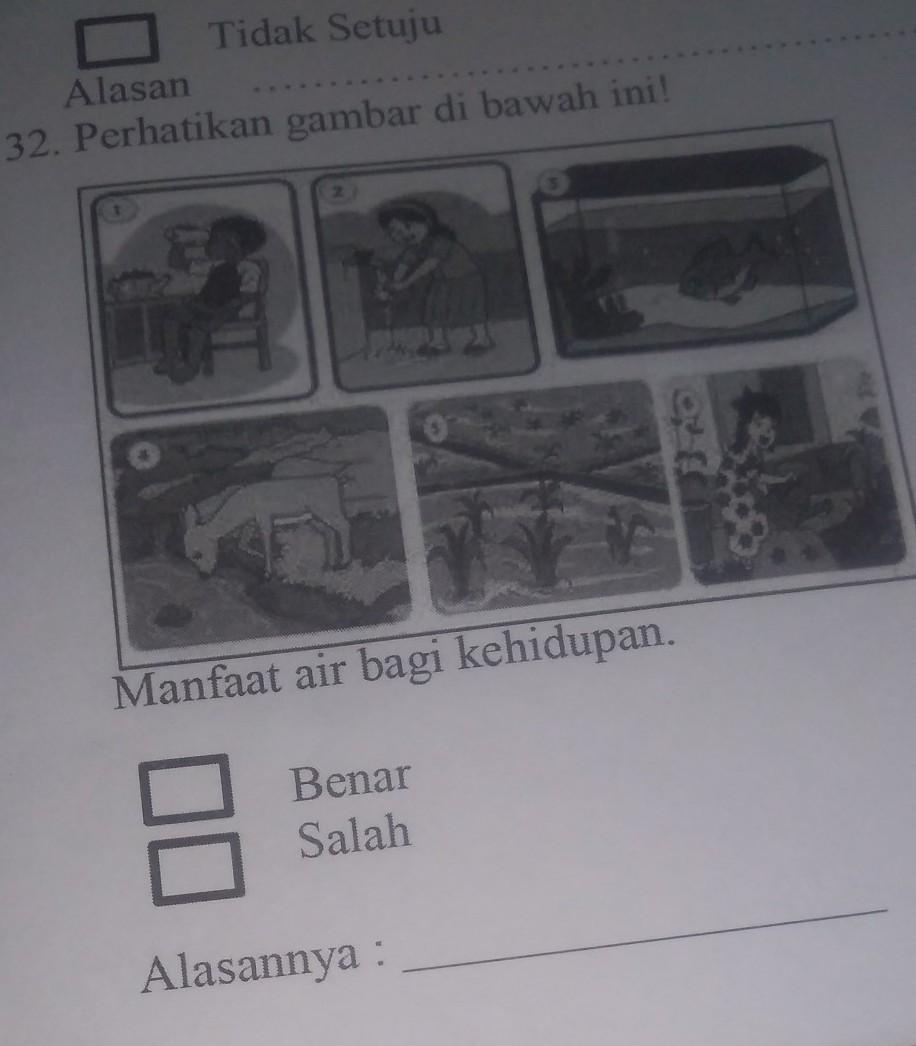 Tidak Setuju
Alasan ........................................
32. Perhatikan gambar di bawah ini!
1
2
3
4
5
6
Manfaat air bagi kehidupan.
Benar
Salah
Alasannya : ____________________